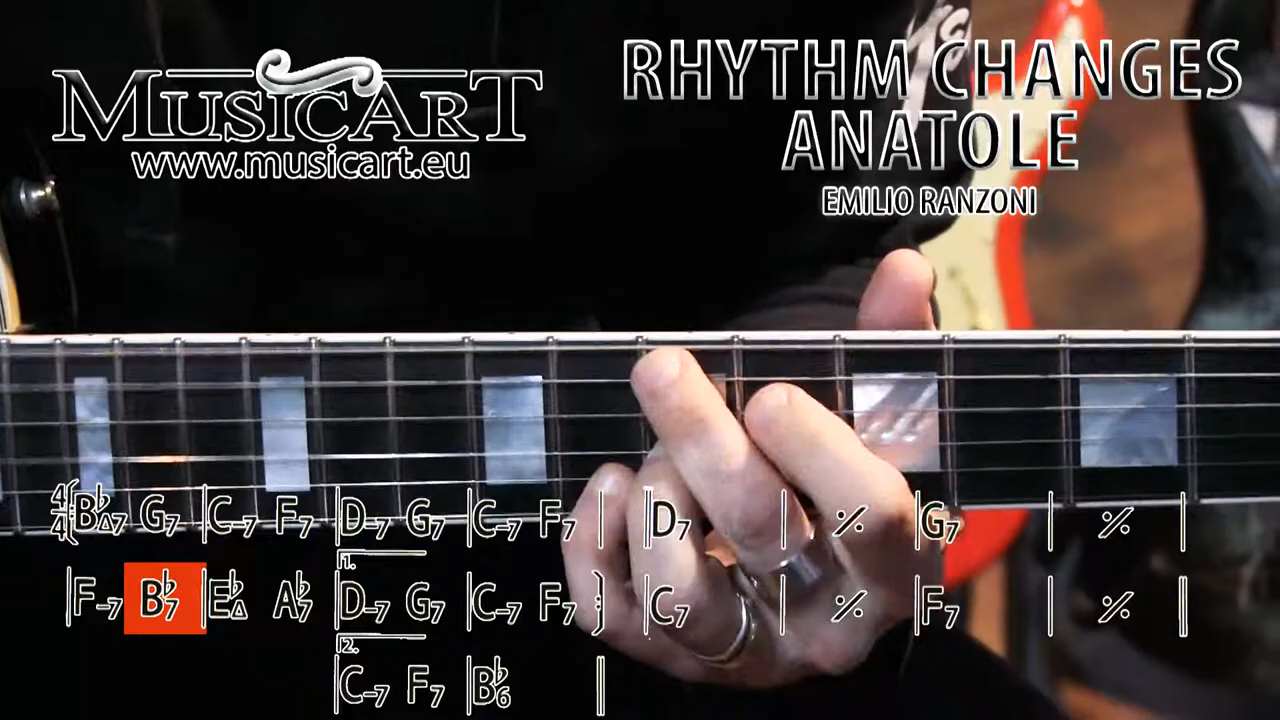 MUSICART
www.musicart.eu
RHYTHM CHANGES
ANATOLE
EMILIO RANZONI
4/4 B♭Δ7 G7 | C-7 F7 | D-7 G7 | C-7 F7 | D7 | 𝄎 | G7 | 𝄎 |
| F-7 B♭7 | E♭Δ A♭7 | 1. D-7 G7 | C-7 F7 :| C7 | 𝄎 | F7 | 𝄎 ||
2. | C-7 F7 | B♭6 ||